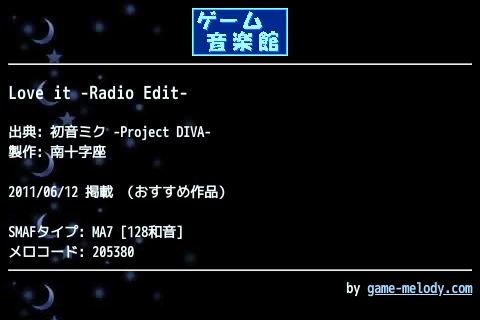 ゲーム
音楽館
Love it -Radio Edit-
出典: 初音ミク -Project DIVA-
製作: 南十字座
2011/06/12 掲載 (おすすめ作品)
SMAFタイプ: MA7 [128和音]
メロコード: 205380
by game-melody.com